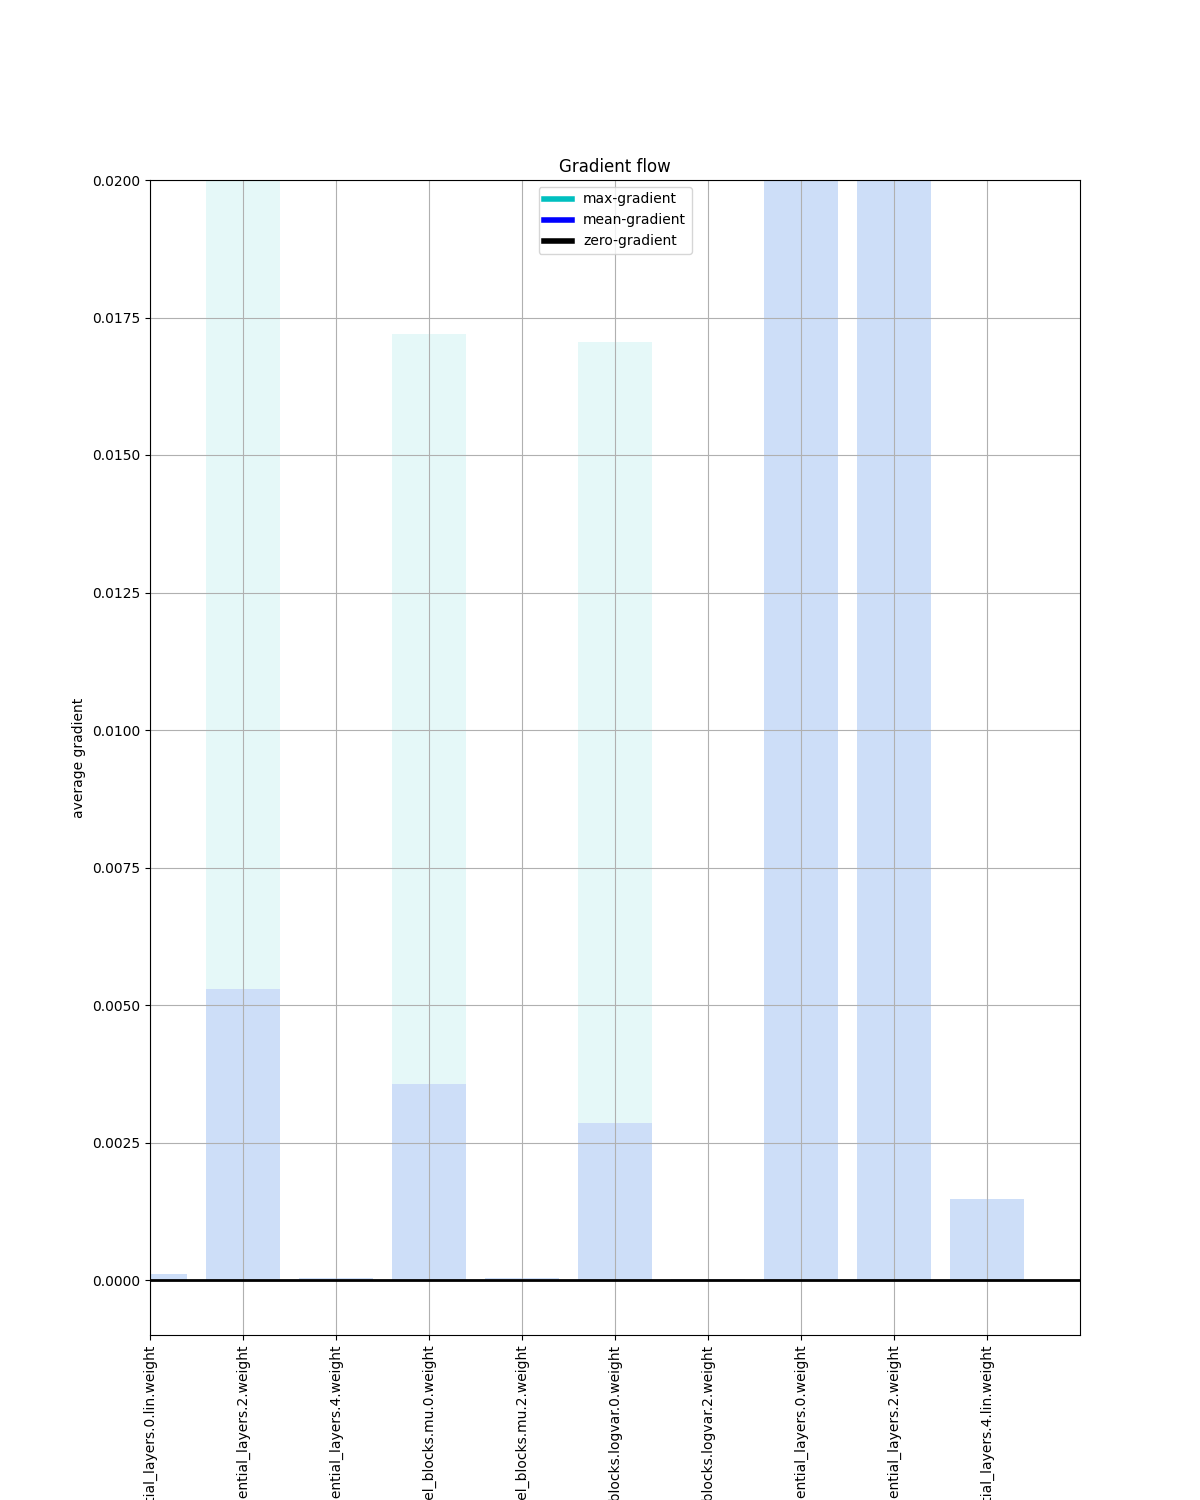 Gradient flow
max-gradient
mean-gradient
zero-gradient
0.0200
0.0175
0.0150
0.0125
0.0100
0.0075
0.0050
0.0025
0.0000
average gradient
tial_layers.0.lin.weight
ential_layers.2.weight
ential_layers.4.weight
el_blocks.mu.0.weight
el_blocks.mu.2.weight
blocks.logvar.0.weight
blocks.logvar.2.weight
ential_layers.0.weight
ential_layers.2.weight
tial_layers.4.lin.weight